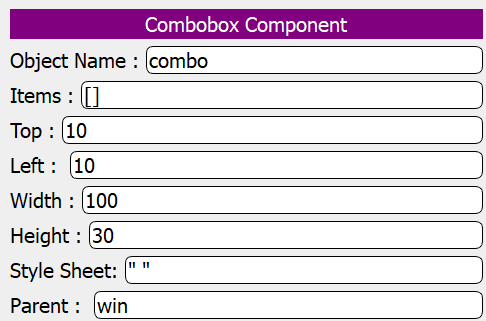 Combobox Component
Object Name : combo
Items : []
Top : 10
Left : 10
Width : 100
Height : 30
Style Sheet: " "
Parent : win